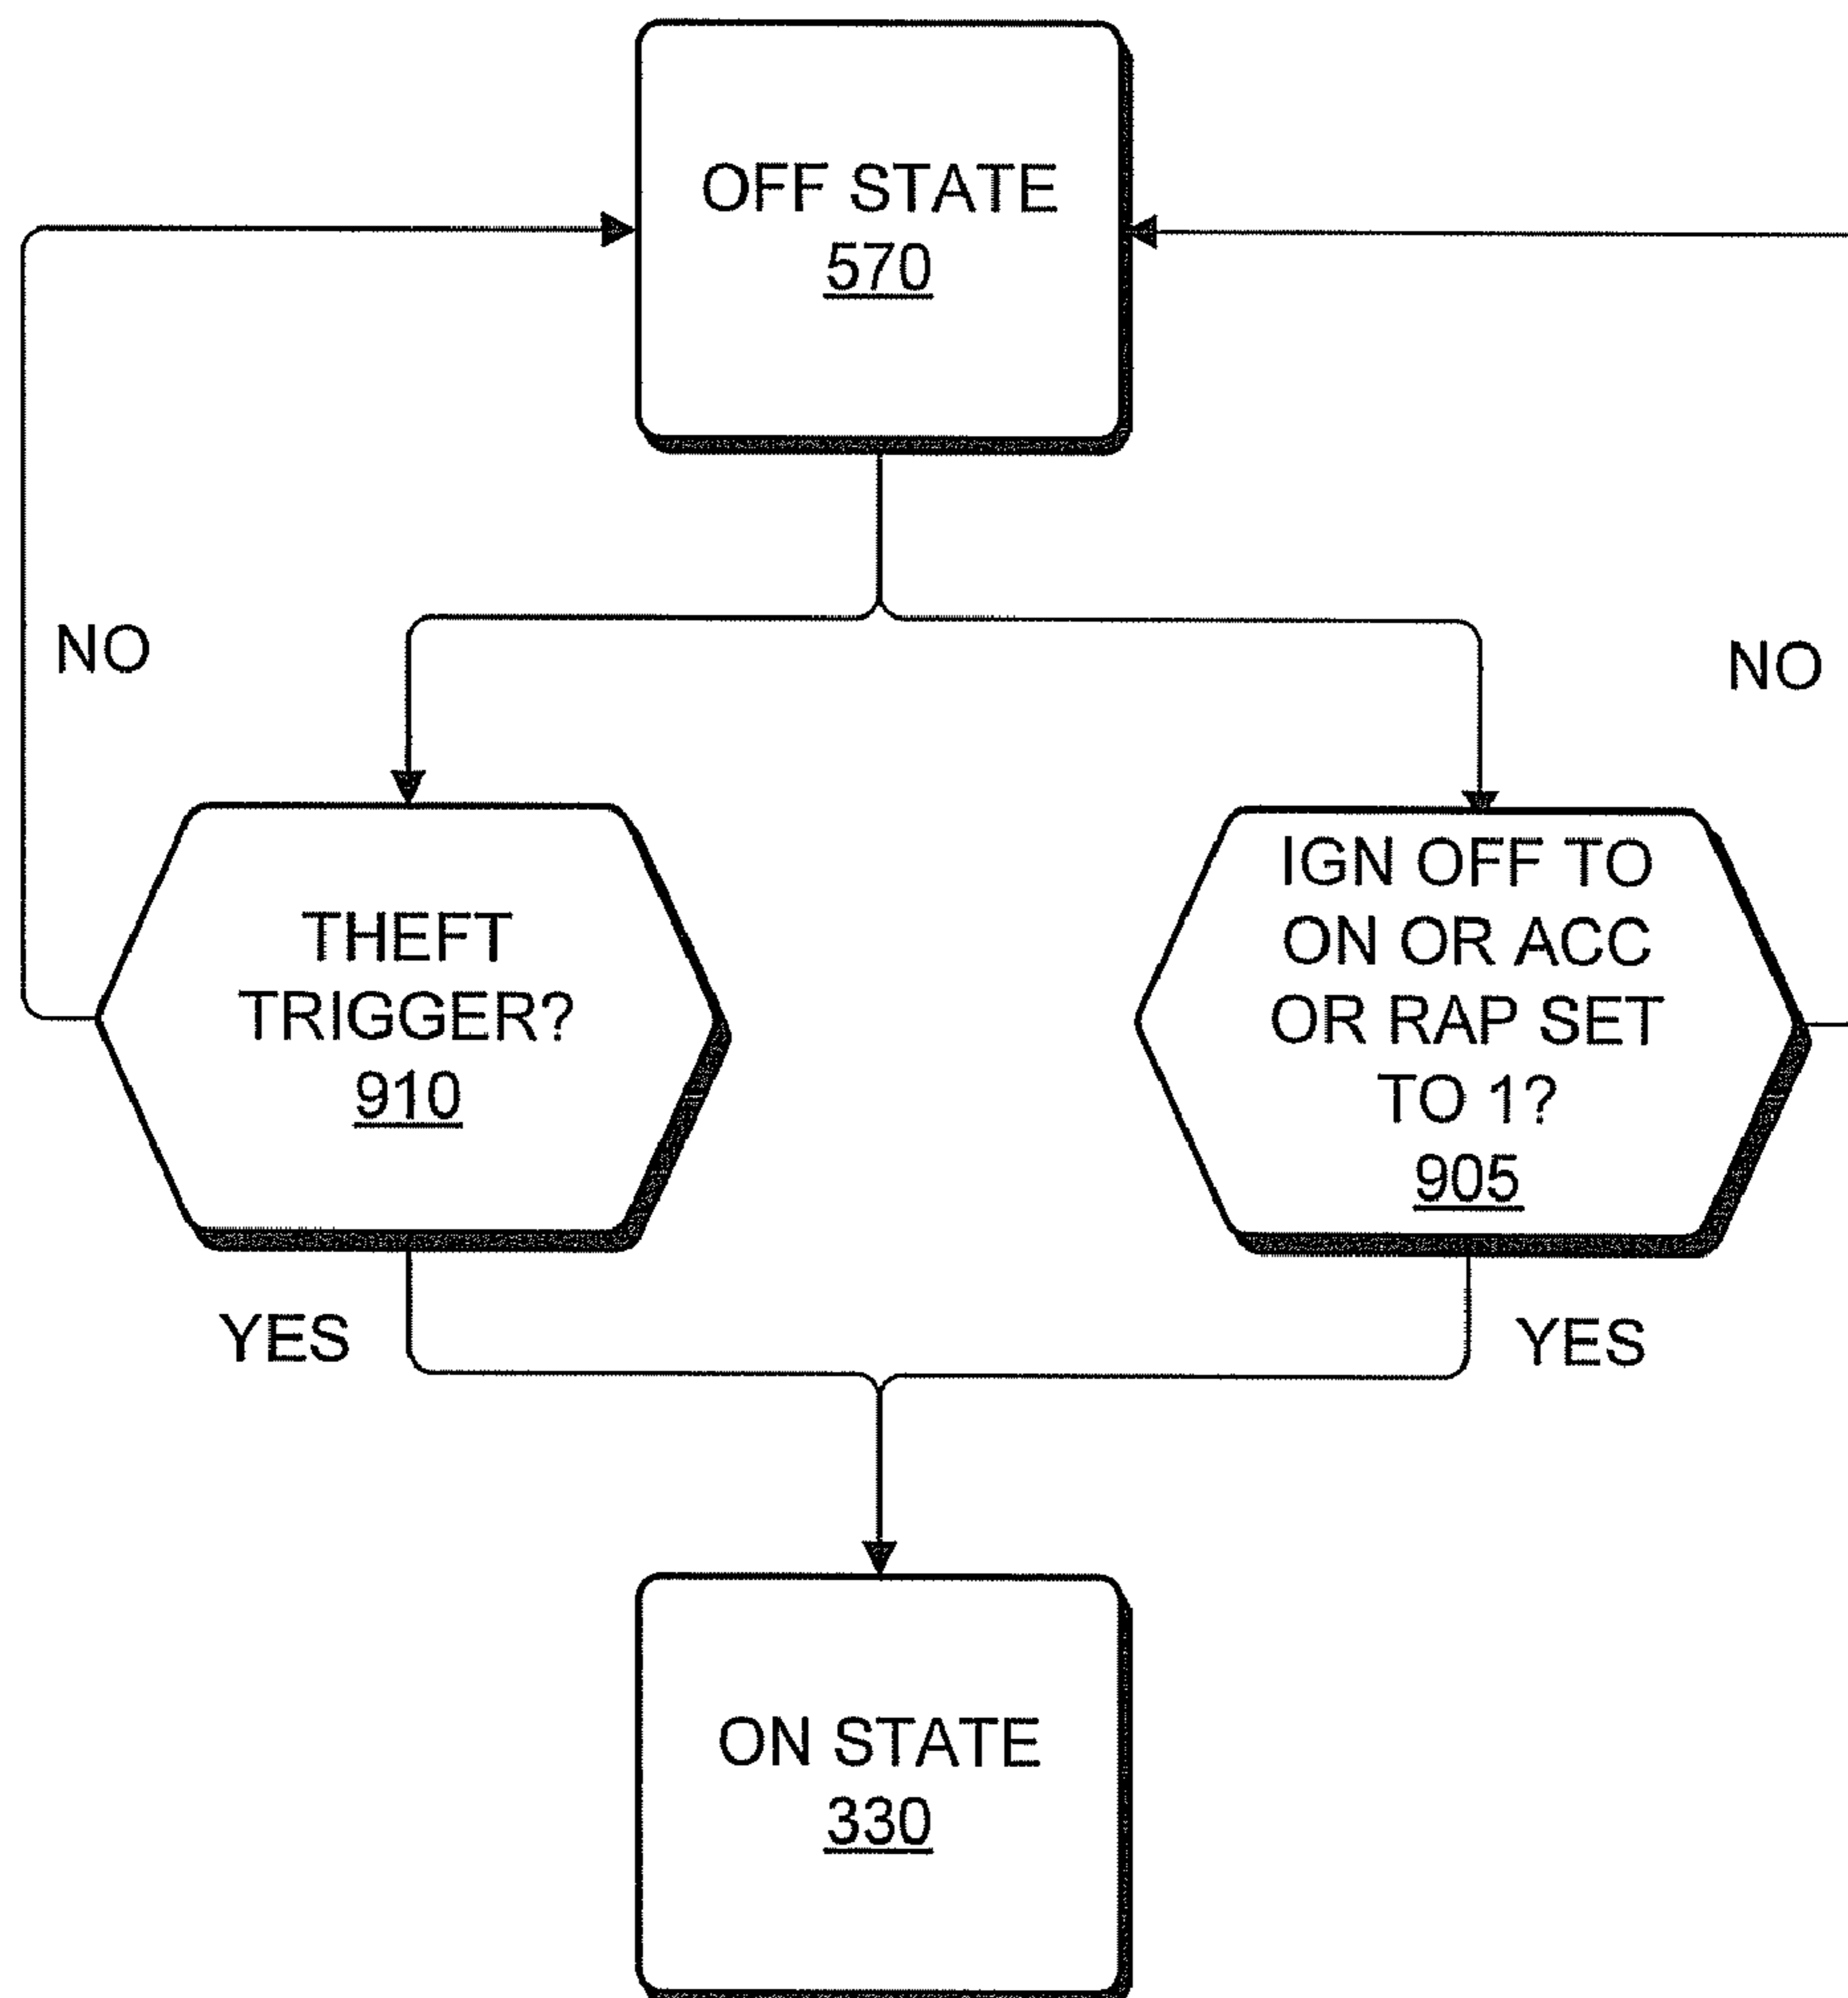 OFF STATE
570
NO
NO
THEFT
TRIGGER?
910
IGN OFF TO
ON OR ACC
OR RAP SET
TO 1?
905
YES
YES
ON STATE
330